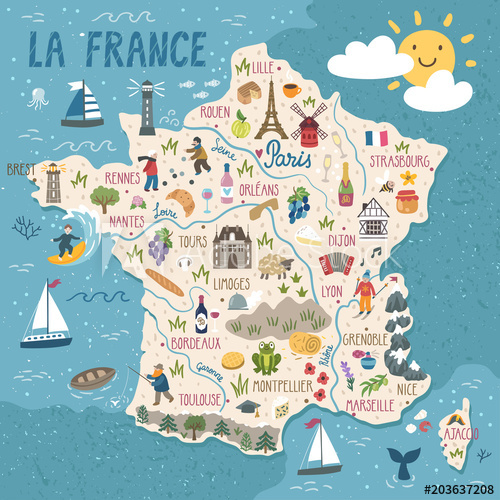 LA FRANCE
LILLE
ROUEN
Seine
Paris
STRASBOURG
BREST
RENNES
ORLÉANS
NANTES
Loire
TOURS
DIJON
LIMOGES
LYON
BORDEAUX
Garonne
Rhône
GRENOBLE
MONTPELLIER
NICE
TOULOUSE
MARSEILLE
AJACCIO
#203637208